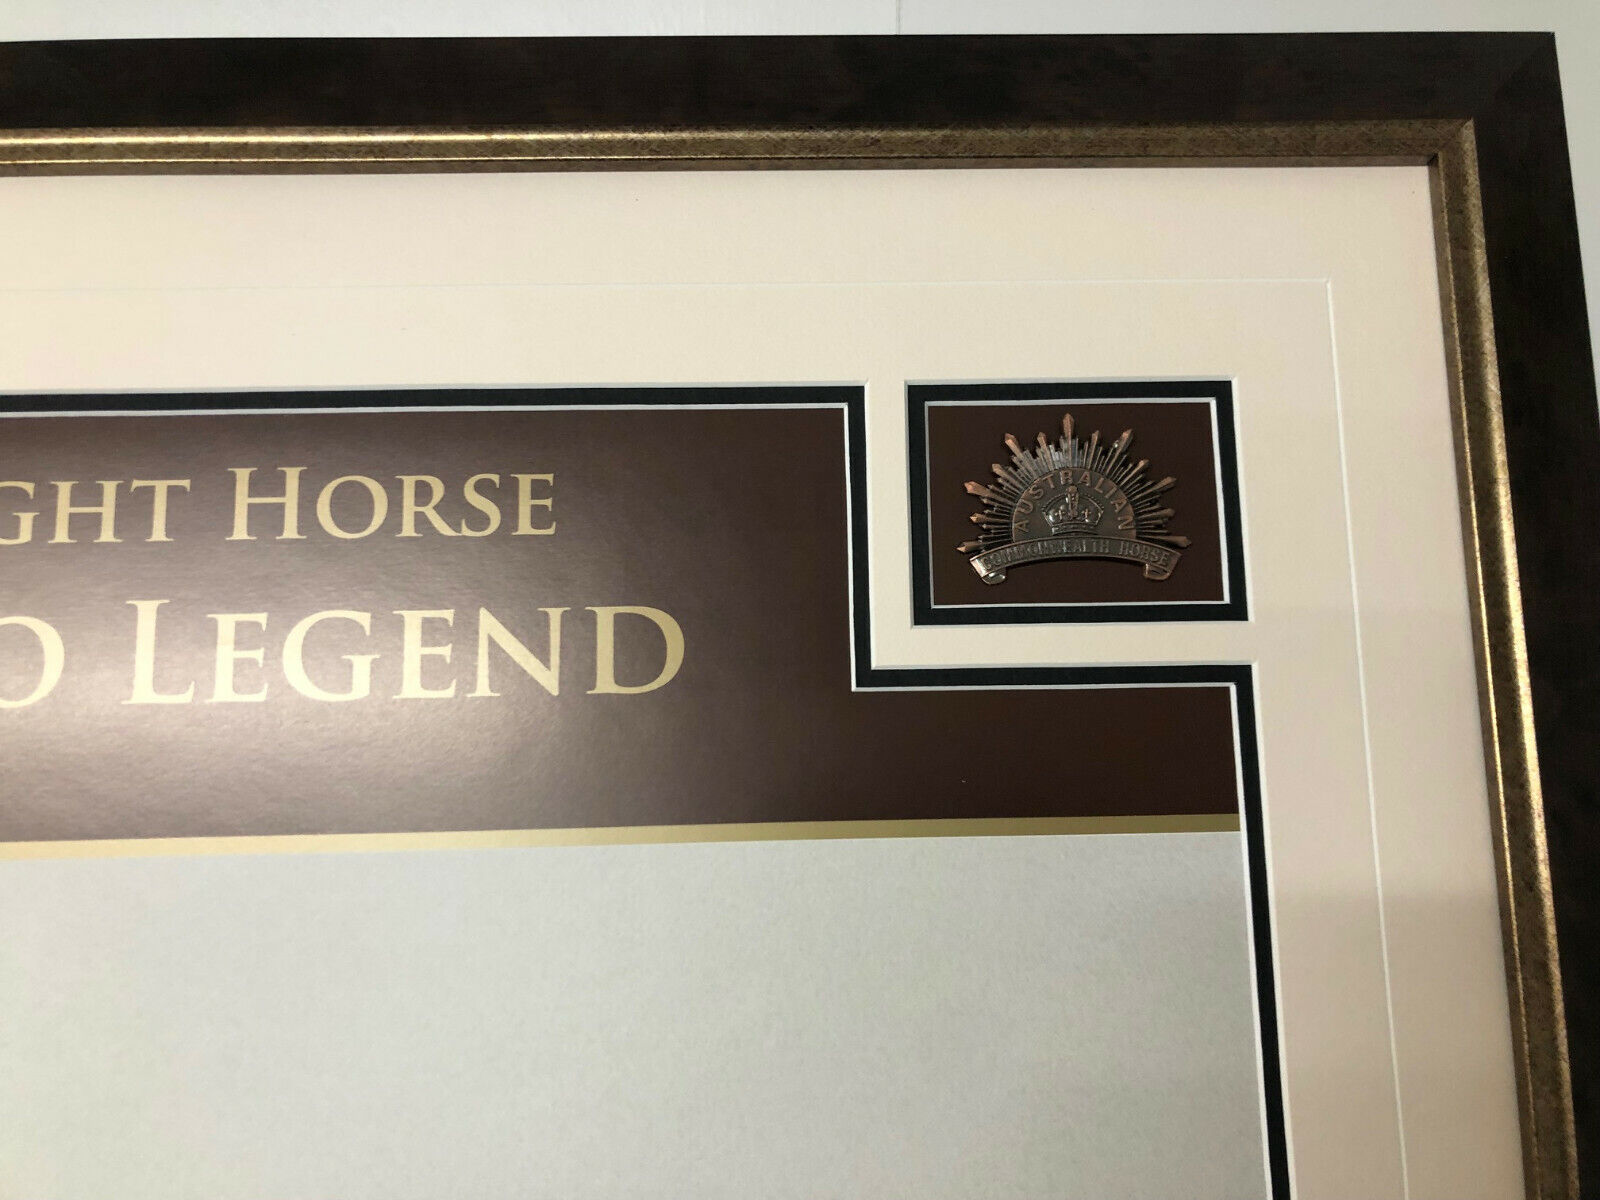 GHT HORSE
O LEGEND
AUSTRALIAN
COMMONWEALTH HORSE